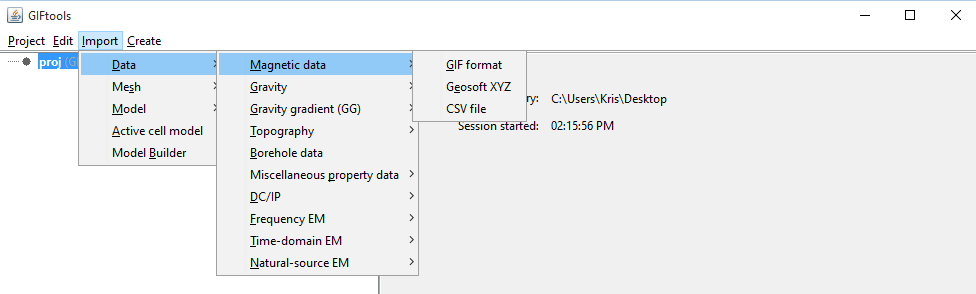 GIFtools
Project Edit Import Create
proj (G
Data
Mesh
Model
Active cell model
Model Builder
Magnetic data
Gravity
Gravity gradient (GG)
Topography
Borehole data
Miscellaneous property data
DC/IP
Frequency EM
Time-domain EM
Natural-source EM
GIF format
Geosoft XYZ
CSV file
ry: C:\Users\Kris\Desktop
Session started: 02:15:56 PM